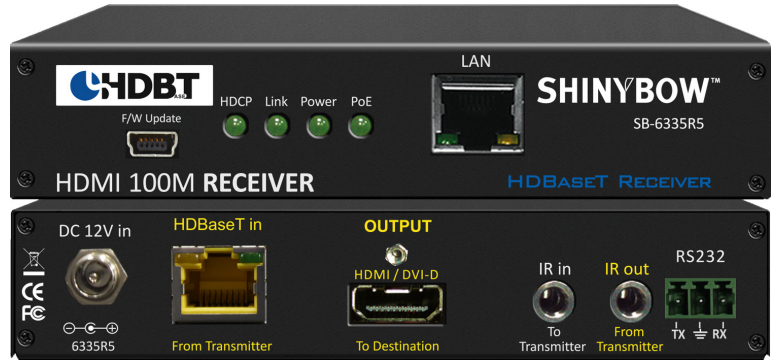 LAN
HDBT
HDCP Link Power PoE
SHINYBOW™
F/W Update
SB-6335R5
HDMI 100M RECEIVER
HDBASET RECEIVER
DC 12V in
HDBaseT in
OUTPUT
HDMI / DVI-D
IR in
IR out
RS232
CE
FC
6335R5
From Transmitter
To Destination
To
Transmitter
From
Transmitter
TX RX